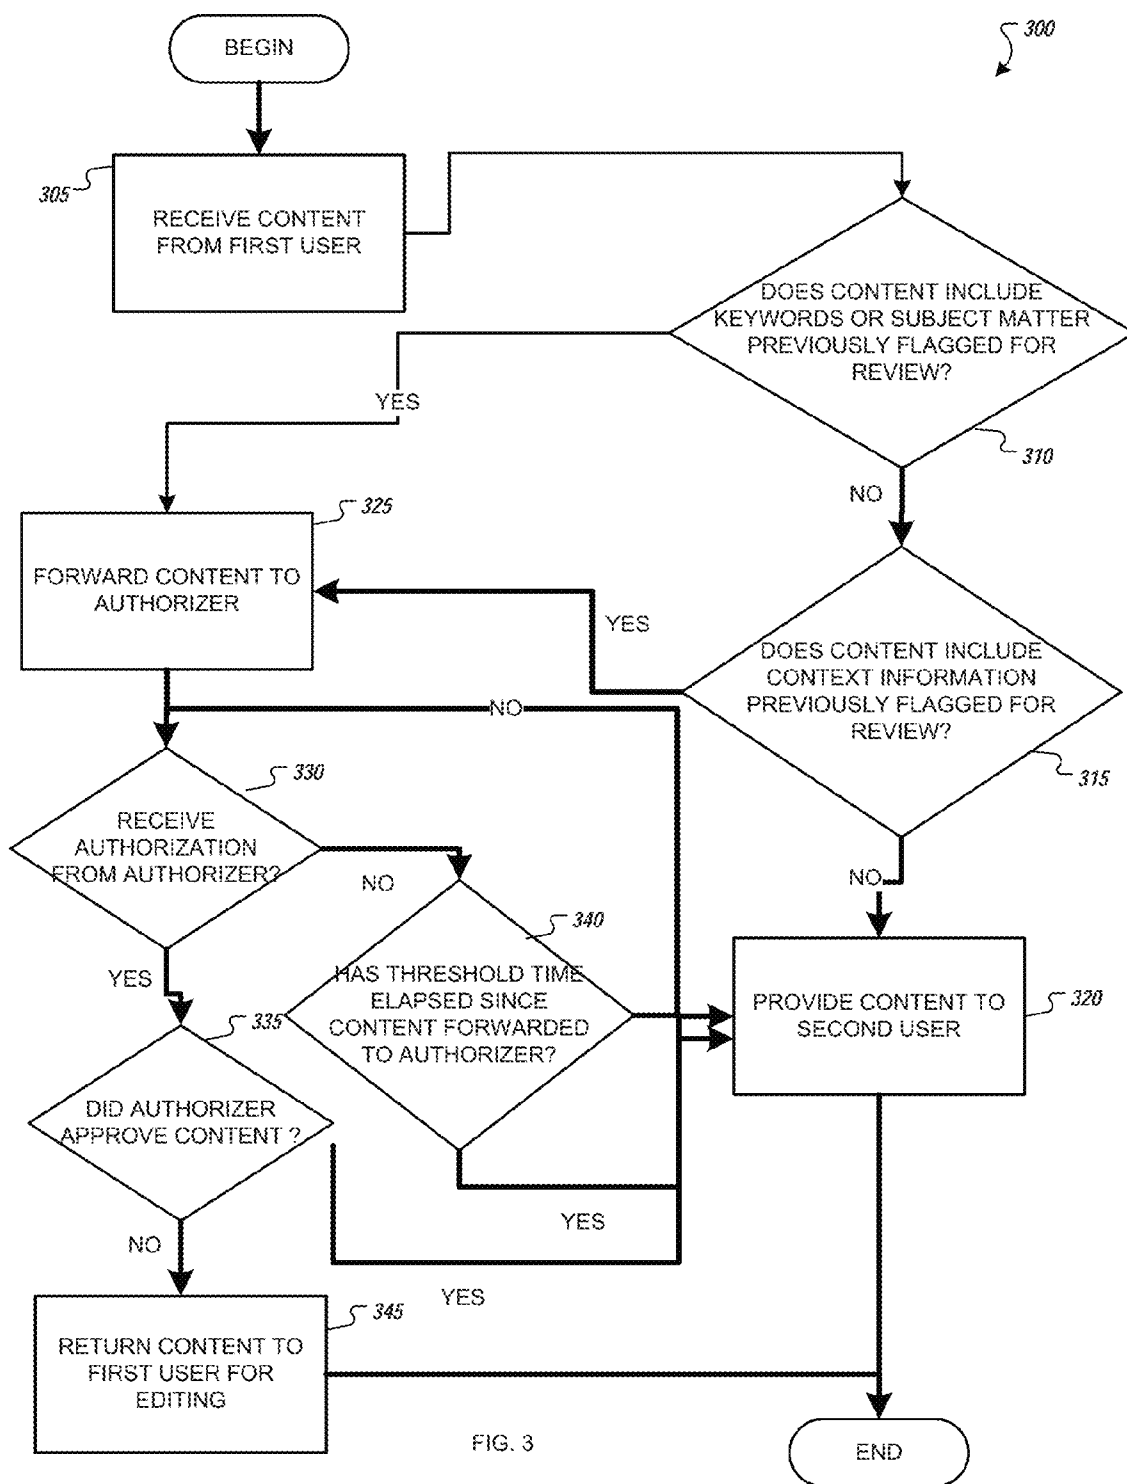 BEGIN
300
305
RECEIVE CONTENT
FROM FIRST USER
DOES CONTENT INCLUDE
KEYWORDS OR SUBJECT MATTER
PREVIOUSLY FLAGGED FOR
REVIEW?
310
YES
NO
325
FORWARD CONTENT TO
AUTHORIZER
YES
DOES CONTENT INCLUDE
CONTEXT INFORMATION
PREVIOUSLY FLAGGED FOR
REVIEW?
315
NO
NO
330
RECEIVE
AUTHORIZATION
FROM AUTHORIZER?
NO
YES
340
HAS THRESHOLD TIME
ELAPSED SINCE
CONTENT FORWARDED
TO AUTHORIZER?
PROVIDE CONTENT TO
SECOND USER
320
335
DID AUTHORIZER
APPROVE CONTENT ?
YES
NO
YES
345
RETURN CONTENT TO
FIRST USER FOR
EDITING
FIG. 3
END